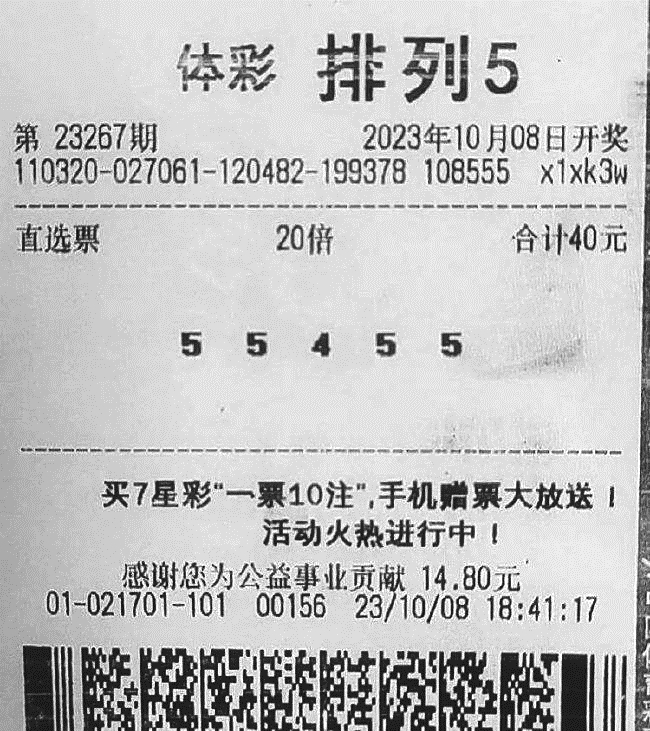 体彩 排列5
第 23267期 2023年10月08日开奖
110320-027061-120482-199378 108555 x1xk3w
直选票 20倍 合计40元
5 5 4 5 5
买7星彩"一票10注",手机赠票大放送！
活动火热进行中！
感谢您为公益事业贡献 14.80元
01-021701-101 00156 23/10/08 18:41:17